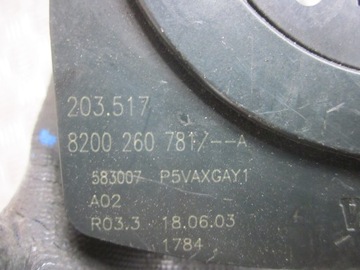 203.517
8200 260 781/--A
583007 P5VAXGAY1
A02
R03.3 18.06.03
1784